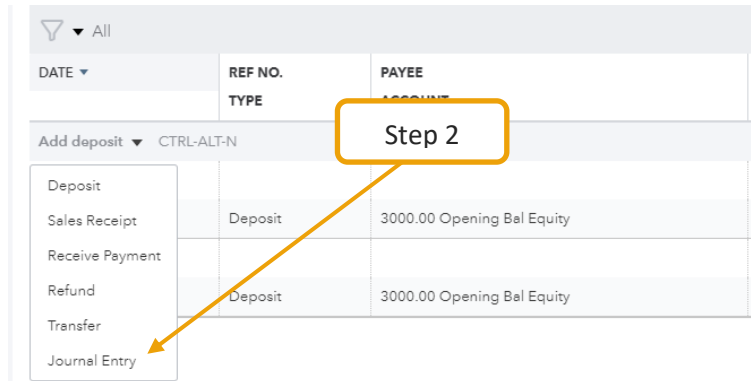 All
DATE REF NO. PAYEE
TYPE ACCOUNT
Step 2
Add deposit CTRL-ALT-N
Deposit
Sales Receipt Deposit 3000.00 Opening Bal Equity
Receive Payment
Refund Deposit 3000.00 Opening Bal Equity
Transfer
Journal Entry